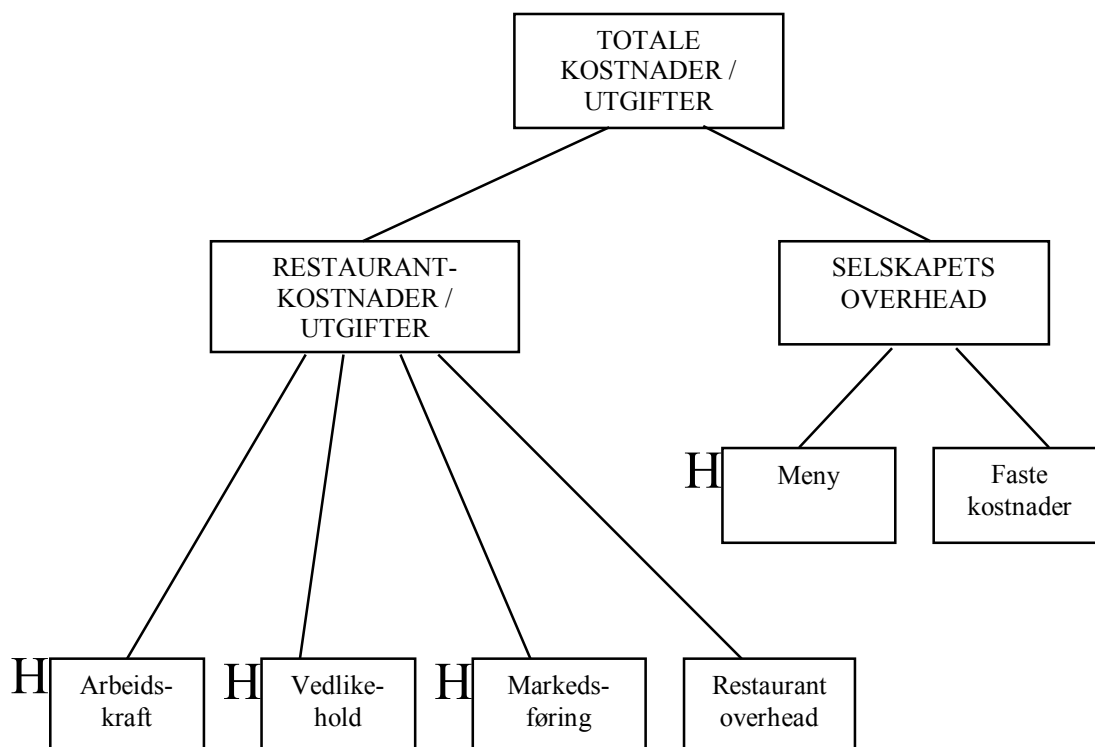 TOTALE
KOSTNADER /
UTGIFTER
RESTAURANT-
KOSTNADER /
UTGIFTER
SELSKAPETS
OVERHEAD
H
Meny
Faste
kostnader
H
Arbeids-
kraft
H
Vedlike-
hold
H
Markeds-
føring
Restaurant
overhead